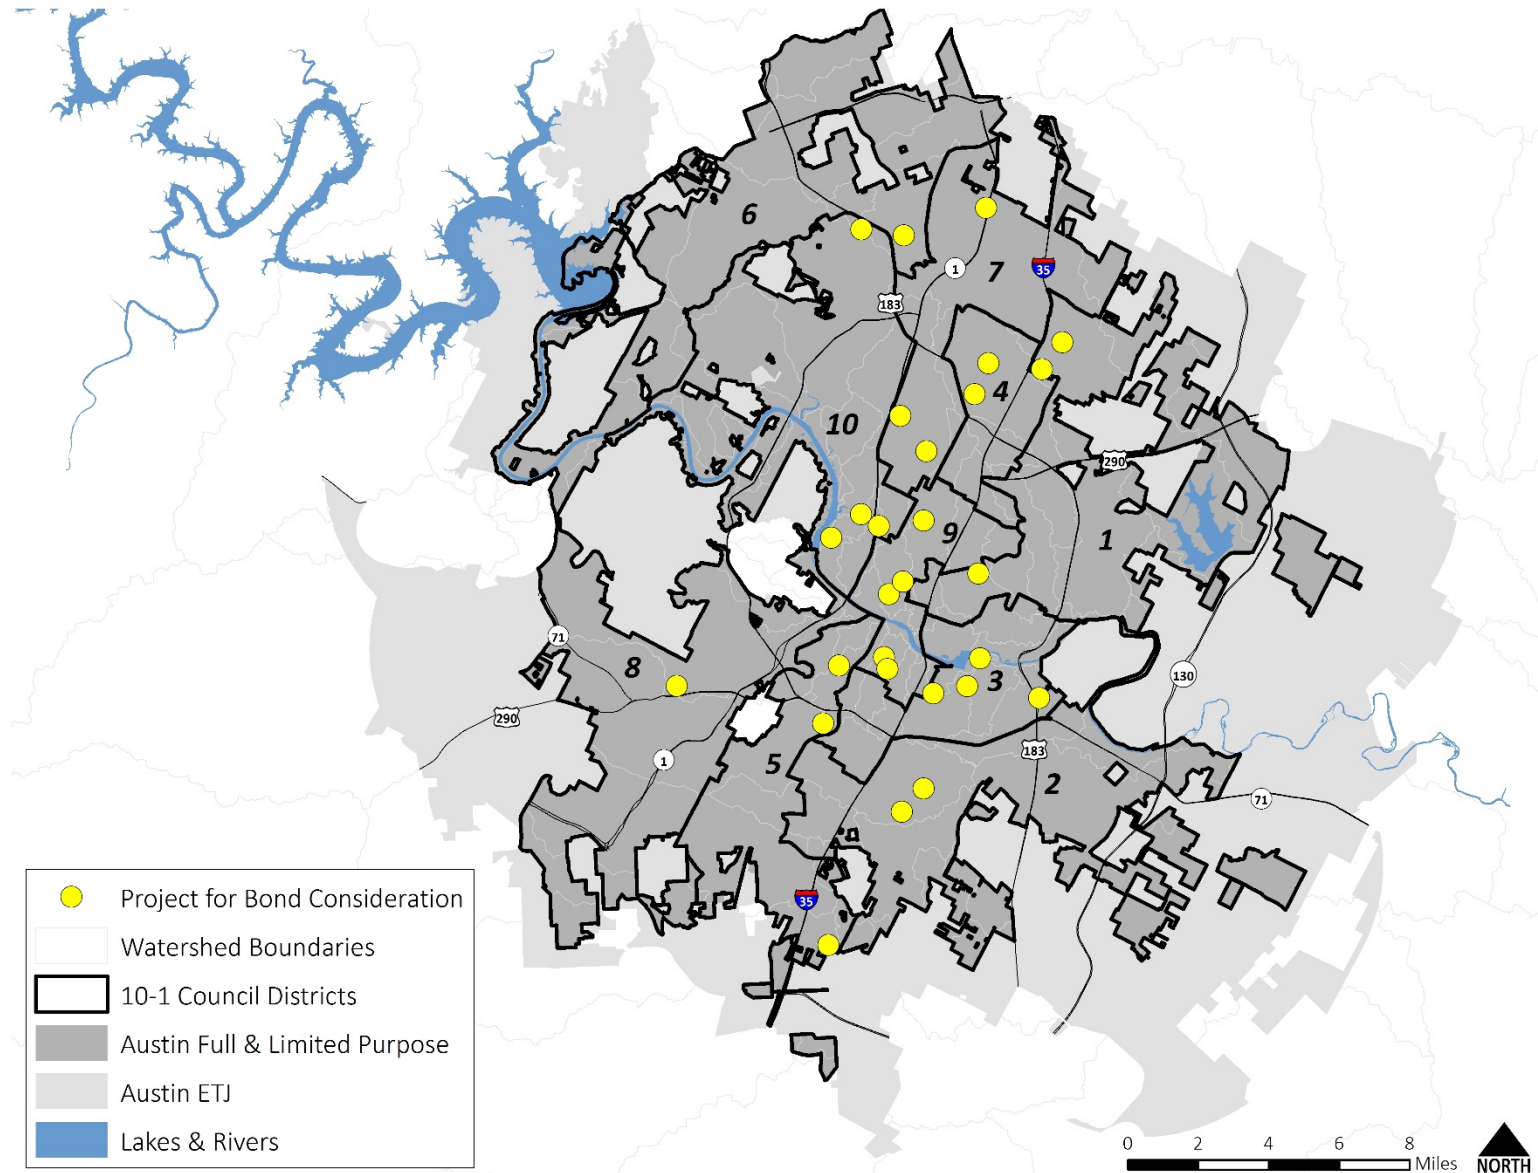 6
1
7
35
183
4
10
290
9
1
71
8
3
130
290
1
5
183
2
71
35
Project for Bond Consideration
Watershed Boundaries
10-1 Council Districts
Austin Full & Limited Purpose
Austin ETJ
Lakes & Rivers
0 2 4 6 8
Miles
NORTH